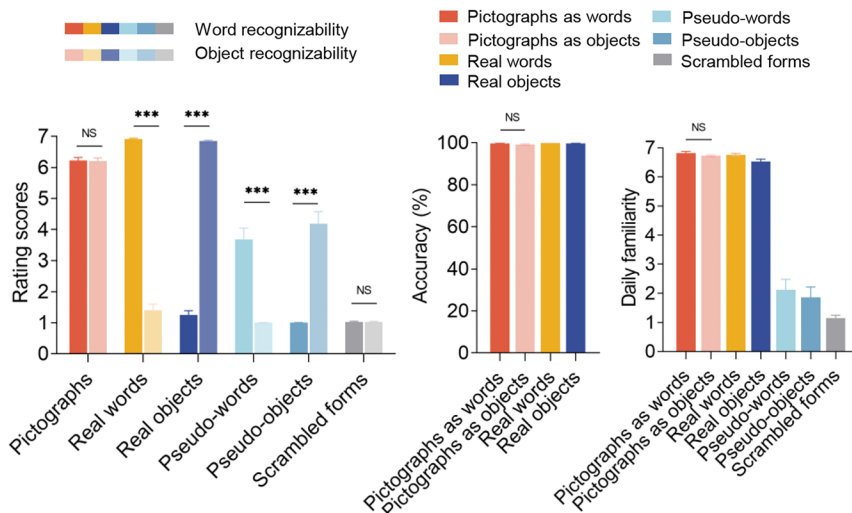 Word recognizability
Object recognizability
Pictographs as words
Pictographs as objects
Real words
Real objects
Pseudo-words
Pseudo-objects
Scrambled forms
Rating scores
7
6
5
4
3
2
1
NS
***
***
***
***
NS
Pictographs
Real words
Real objects
Pseudo-words
Pseudo-objects
Scrambled forms
Accuracy (%)
100
80
60
40
20
0
NS
Pictographs as words
Pictographs as objects
Real words
Real objects
Daily familiarity
7
6
5
4
3
2
1
0
NS
Pictographs as words
Pictographs as objects
Real words
Real objects
Pseudo-words
Pseudo-objects
Scrambled forms